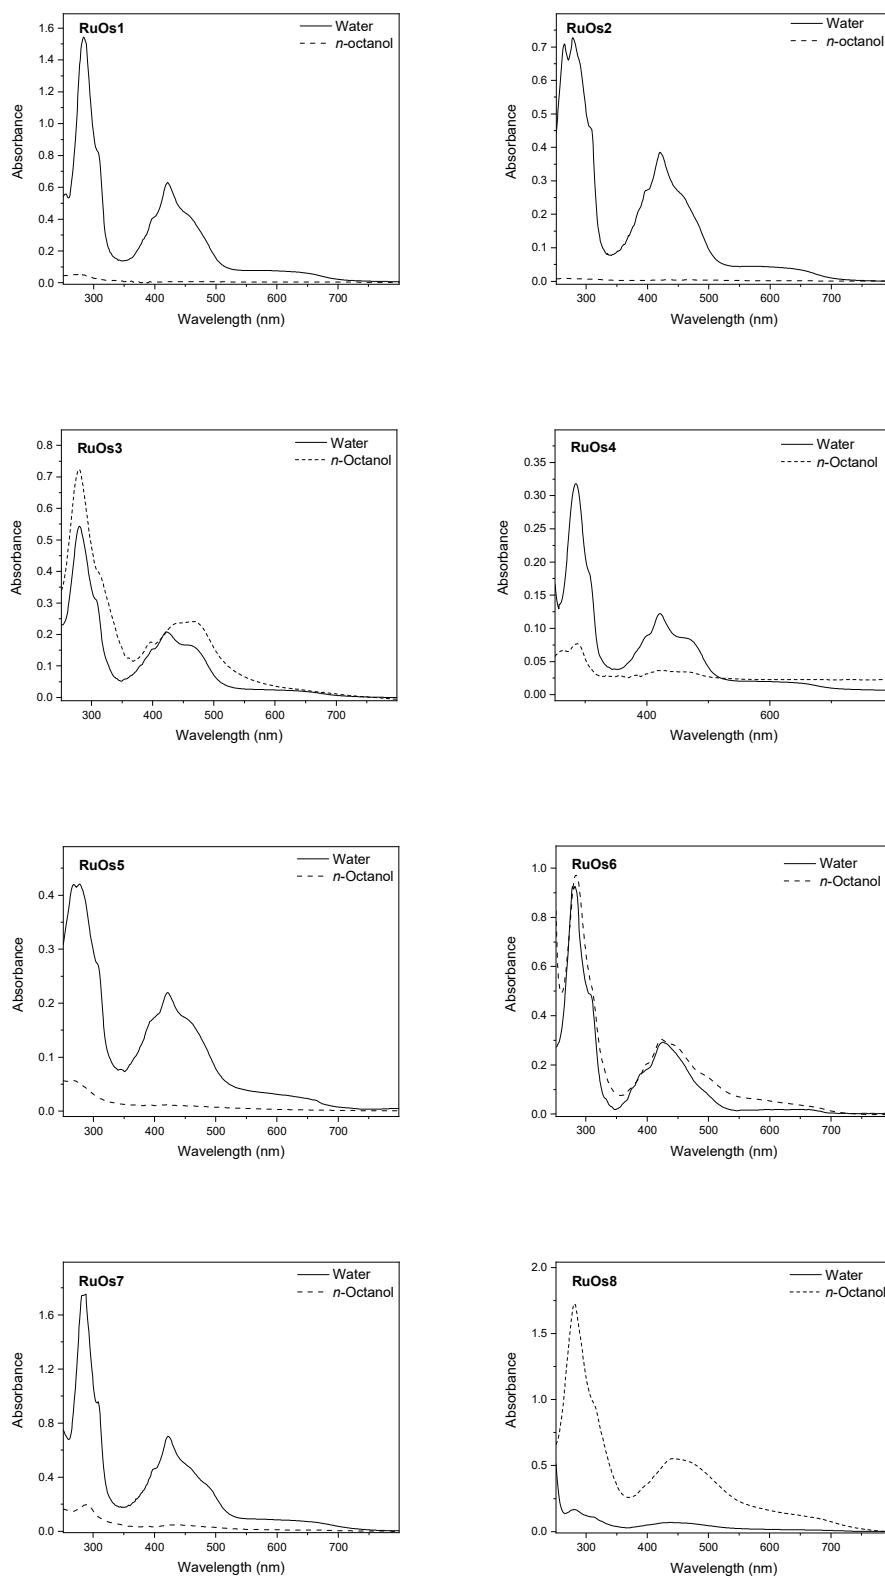 RuOs1
Water
n-octanol
1.6
1.4
1.2
1.0
0.8
0.6
0.4
0.2
0.0
300 400 500 600 700
Wavelength (nm)
Absorbance
RuOs2
Water
n-octanol
0.7
0.6
0.5
0.4
0.3
0.2
0.1
0.0
300 400 500 600 700
Wavelength (nm)
Absorbance
RuOs3
Water
n-Octanol
0.8
0.7
0.6
0.5
0.4
0.3
0.2
0.1
0.0
300 400 500 600 700
Wavelength (nm)
Absorbance
RuOs4
Water
n-Octanol
0.35
0.30
0.25
0.20
0.15
0.10
0.05
0.00
400 600
Wavelength (nm)
Absorbance
RuOs5
Water
n-Octanol
0.4
0.3
0.2
0.1
0.0
300 400 500 600 700
Wavelength (nm)
Absorbance
RuOs6
Water
n-Octanol
1.0
0.8
0.6
0.4
0.2
0.0
300 400 500 600 700
Wavelength (nm)
Absorbance
RuOs7
Water
n-Octanol
1.6
1.2
0.8
0.4
0.0
300 400 500 600 700
Wavelength (nm)
Absorbance
RuOs8
Water
n-Octanol
2.0
1.5
1.0
0.5
0.0
300 400 500 600 700
Wavelength (nm)
Absorbance